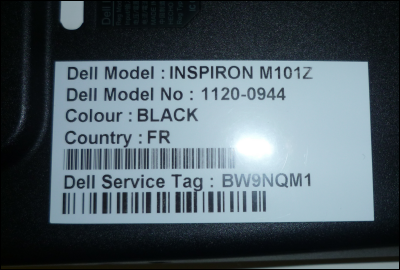 Dell Model : INSPIRON M101Z
Dell Model No : 1120-0944
Colour : BLACK
Country : FR
Dell Service Tag : BW9NQM1